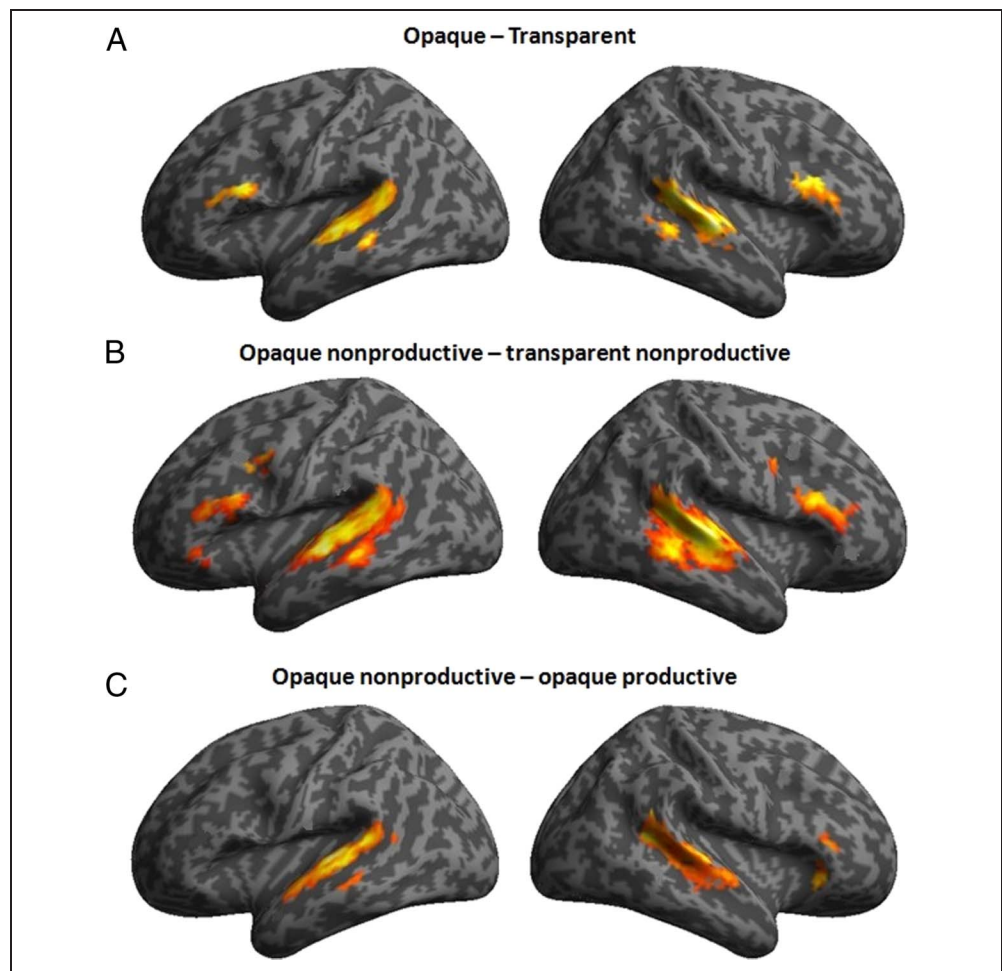 A
Opaque – Transparent
B
Opaque nonproductive – transparent nonproductive
C
Opaque nonproductive – opaque productive